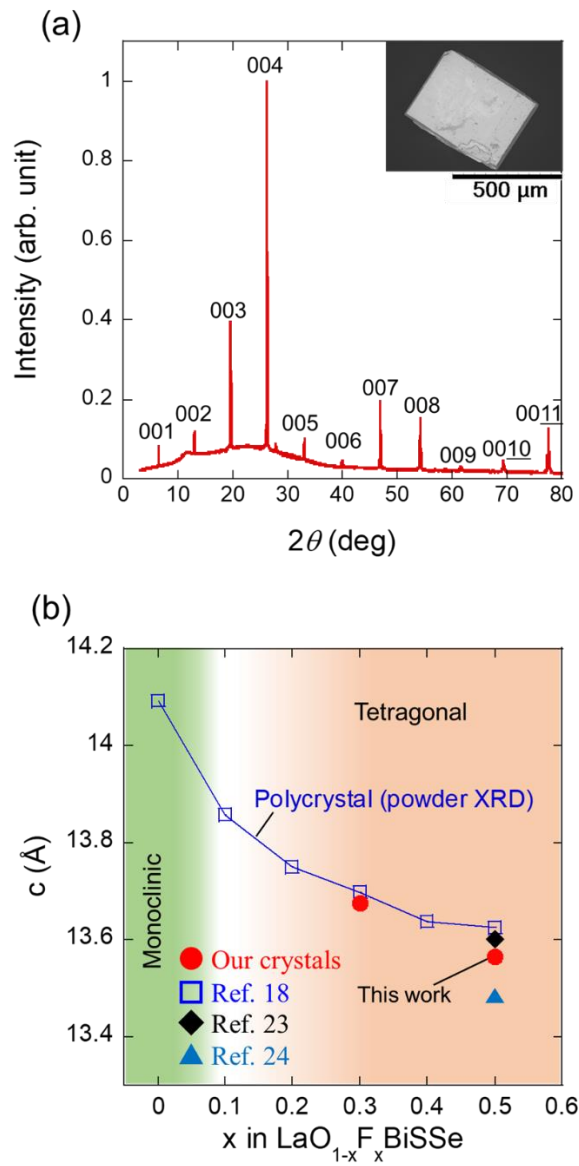 (a)
Intensity (arb. unit)
1
0.8
0.6
0.4
0.2
0
004
003
001
002
005
006
007
008
009
0010
0011
500 µm
0 10 20 30 40 50 60 70 80
2θ (deg)
(b)
c (Å)
14.2
14
13.8
13.6
13.4
Monoclinic
Tetragonal
Polycrystal (powder XRD)
Our crystals
Ref. 18
Ref. 23
Ref. 24
This work
0 0.1 0.2 0.3 0.4 0.5 0.6
x in LaO1-xFxBiSSe